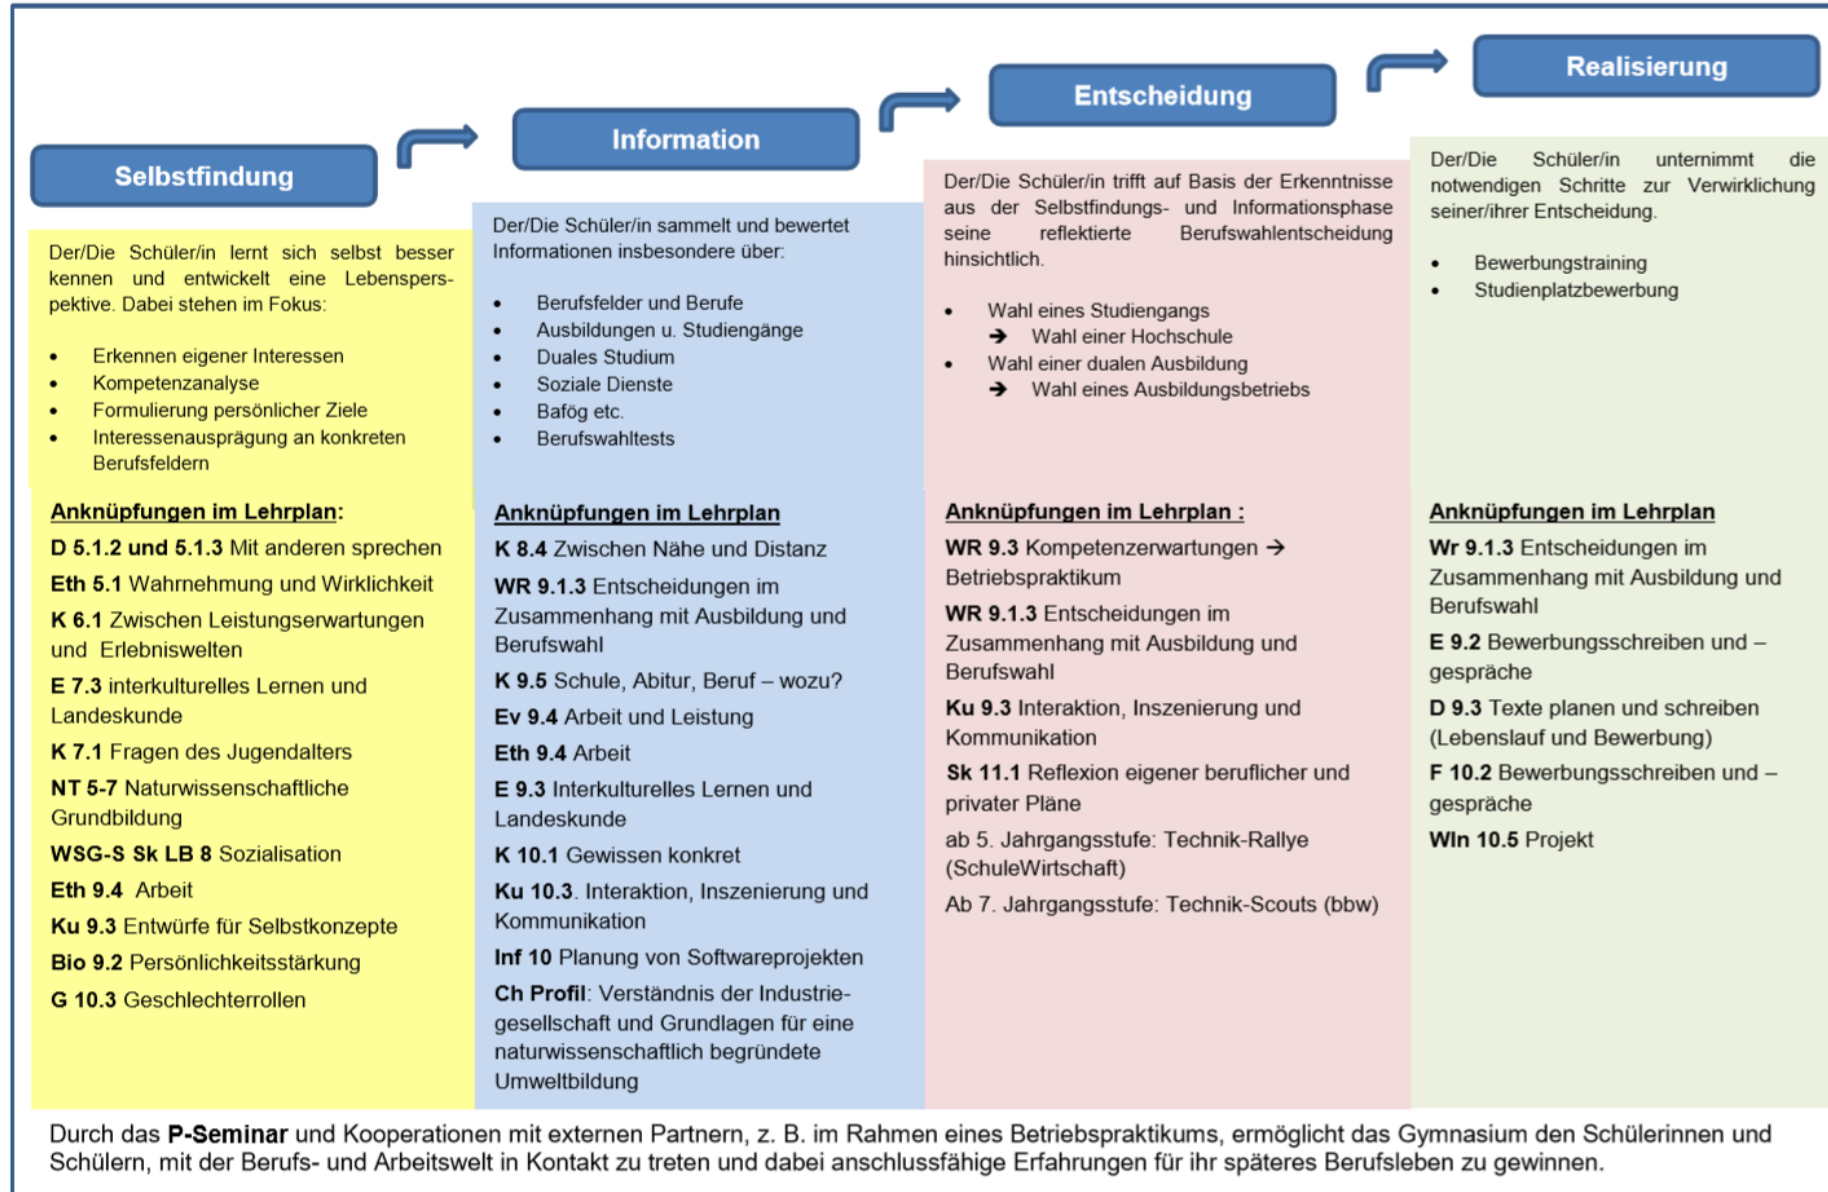 Selbstfindung
Der/Die Schüler/in lernt sich selbst besser
kennen und entwickelt eine Lebenspers-
pektive. Dabei stehen im Fokus:
• Erkennen eigener Interessen
• Kompetenzanalyse
• Formulierung persönlicher Ziele
• Interessenausprägung an konkreten
Berufsfeldern
Anknüpfungen im Lehrplan:
D 5.1.2 und 5.1.3 Mit anderen sprechen
Eth 5.1 Wahrnehmung und Wirklichkeit
K 6.1 Zwischen Leistungserwartungen
und Erlebniswelten
E 7.3 interkulturelles Lernen und
Landeskunde
K 7.1 Fragen des Jugendalters
NT 5-7 Naturwissenschaftliche
Grundbildung
WSG-S Sk LB 8 Sozialisation
Eth 9.4 Arbeit
Ku 9.3 Entwürfe für Selbstkonzepte
Bio 9.2 Persönlichkeitsstärkung
G 10.3 Geschlechterrollen
Information
Der/Die Schüler/in sammelt und bewertet
Informationen insbesondere über:
• Berufsfelder und Berufe
• Ausbildungen u. Studiengänge
• Duales Studium
• Soziale Dienste
• Bafög etc.
• Berufswahltests
Anknüpfungen im Lehrplan
K 8.4 Zwischen Nähe und Distanz
WR 9.1.3 Entscheidungen im
Zusammenhang mit Ausbildung und
Berufswahl
K 9.5 Schule, Abitur, Beruf – wozu?
Ev 9.4 Arbeit und Leistung
Eth 9.4 Arbeit
E 9.3 Interkulturelles Lernen und
Landeskunde
K 10.1 Gewissen konkret
Ku 10.3. Interaktion, Inszenierung und
Kommunikation
Inf 10 Planung von Softwareprojekten
Ch Profil: Verständnis der Industrie-
gesellschaft und Grundlagen für eine
naturwissenschaftlich begründete
Umweltbildung
Entscheidung
Der/Die Schüler/in trifft auf Basis der Erkenntnisse
aus der Selbstfindungs- und Informationsphase
seine reflektierte Berufswahlentscheidung
hinsichtlich.
• Wahl eines Studiengangs
➔ Wahl einer Hochschule
• Wahl einer dualen Ausbildung
➔ Wahl eines Ausbildungsbetriebs
Anknüpfungen im Lehrplan :
WR 9.3 Kompetenzerwartungen →
Betriebspraktikum
WR 9.1.3 Entscheidungen im
Zusammenhang mit Ausbildung und
Berufswahl
Ku 9.3 Interaktion, Inszenierung und
Kommunikation
Sk 11.1 Reflexion eigener beruflicher und
privater Pläne
ab 5. Jahrgangsstufe: Technik-Rallye
(SchuleWirtschaft)
Ab 7. Jahrgangsstufe: Technik-Scouts (bbw)
Realisierung
Der/Die Schüler/in unternimmt die
notwendigen Schritte zur Verwirklichung
seiner/ihrer Entscheidung.
• Bewerbungstraining
• Studienplatzbewerbung
Anknüpfungen im Lehrplan
Wr 9.1.3 Entscheidungen im
Zusammenhang mit Ausbildung und
Berufswahl
E 9.2 Bewerbungsschreiben und –
gespräche
D 9.3 Texte planen und schreiben
(Lebenslauf und Bewerbung)
F 10.2 Bewerbungsschreiben und –
gespräche
WIn 10.5 Projekt
Durch das P-Seminar und Kooperationen mit externen Partnern, z. B. im Rahmen eines Betriebspraktikums, ermöglicht das Gymnasium den Schülerinnen und
Schülern, mit der Berufs- und Arbeitswelt in Kontakt zu treten und dabei anschlussfähige Erfahrungen für ihr späteres Berufsleben zu gewinnen.